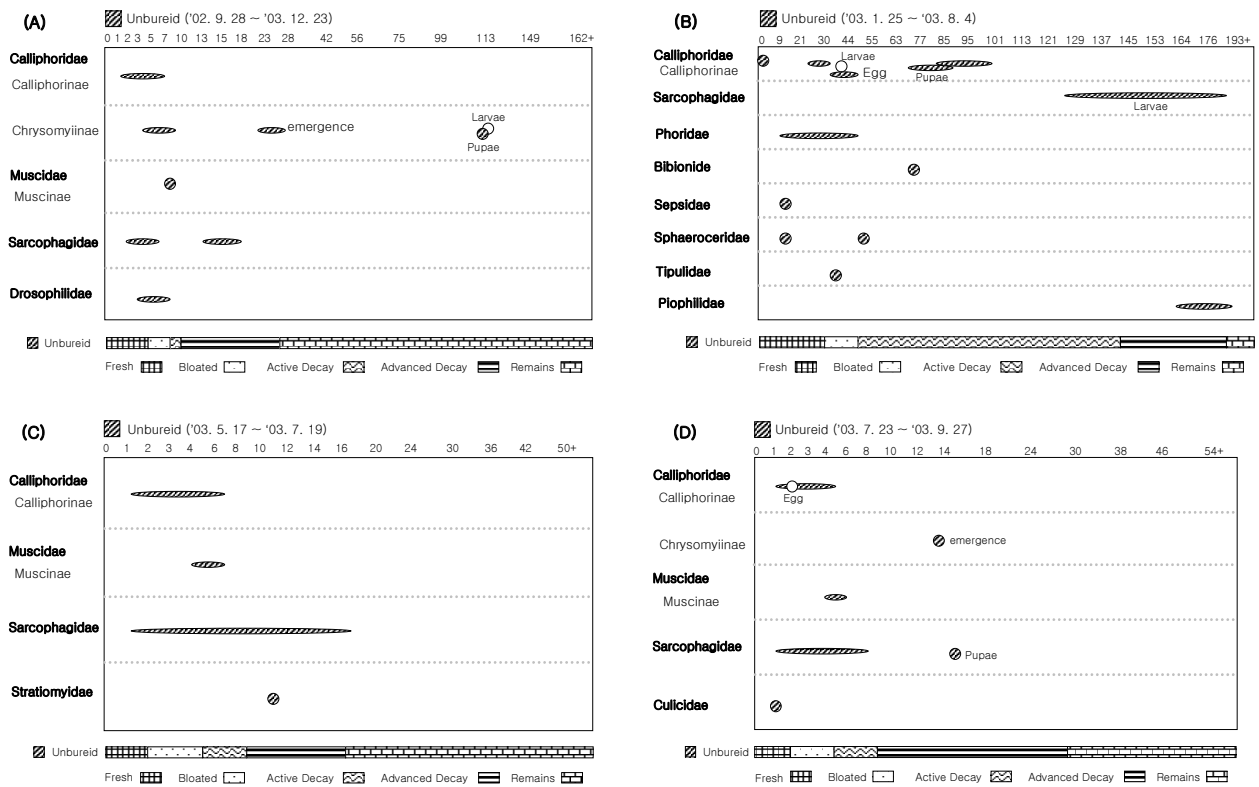 (A)
Unbureid ('02. 9. 28 ~ '03. 12. 23)
0 1 2 3 5 7 10 13 15 18 23 28 42 56 75 99 113 149 162+
Calliphoridae
Calliphorinae
Chrysomyiinae
emergence
Larvae
Pupae
Muscidae
Muscinae
Sarcophagidae
Drosophilidae
Unbureid
Fresh Bloated Active Decay Advanced Decay Remains
(B)
Unbureid ('03. 1. 25 ~ '03. 8. 4)
0 9 21 30 44 55 63 77 85 95 101 129 137 145 153 164 176 193+
Calliphoridae
Calliphorinae
Larvae
Egg
Pupae
Sarcophagidae
Larvae
Phoridae
Bibionide
Sepsidae
Sphaeroceridae
Tipulidae
Piophilidae
Unbureid
Fresh Bloated Active Decay Advanced Decay Remains
(C)
Unbureid ('03. 5. 17 ~ '03. 7. 19)
0 1 2 3 4 6 8 10 12 14 16 20 24 30 36 42 50+
Calliphoridae
Calliphorinae
Muscidae
Muscinae
Sarcophagidae
Stratiomyidae
Unbureid
Fresh Bloated Active Decay Advanced Decay Remains
(D)
Unbureid ('03. 7. 23 ~ '03. 9. 27)
0 1 2 3 4 6 8 12 14 18 24 30 38 46 54+
Calliphoridae
Calliphorinae
Egg
Chrysomyiinae
emergence
Muscidae
Muscinae
Sarcophagidae
Pupae
Culicidae
Unbureid
Fresh Bloated Active Decay Advanced Decay Remains